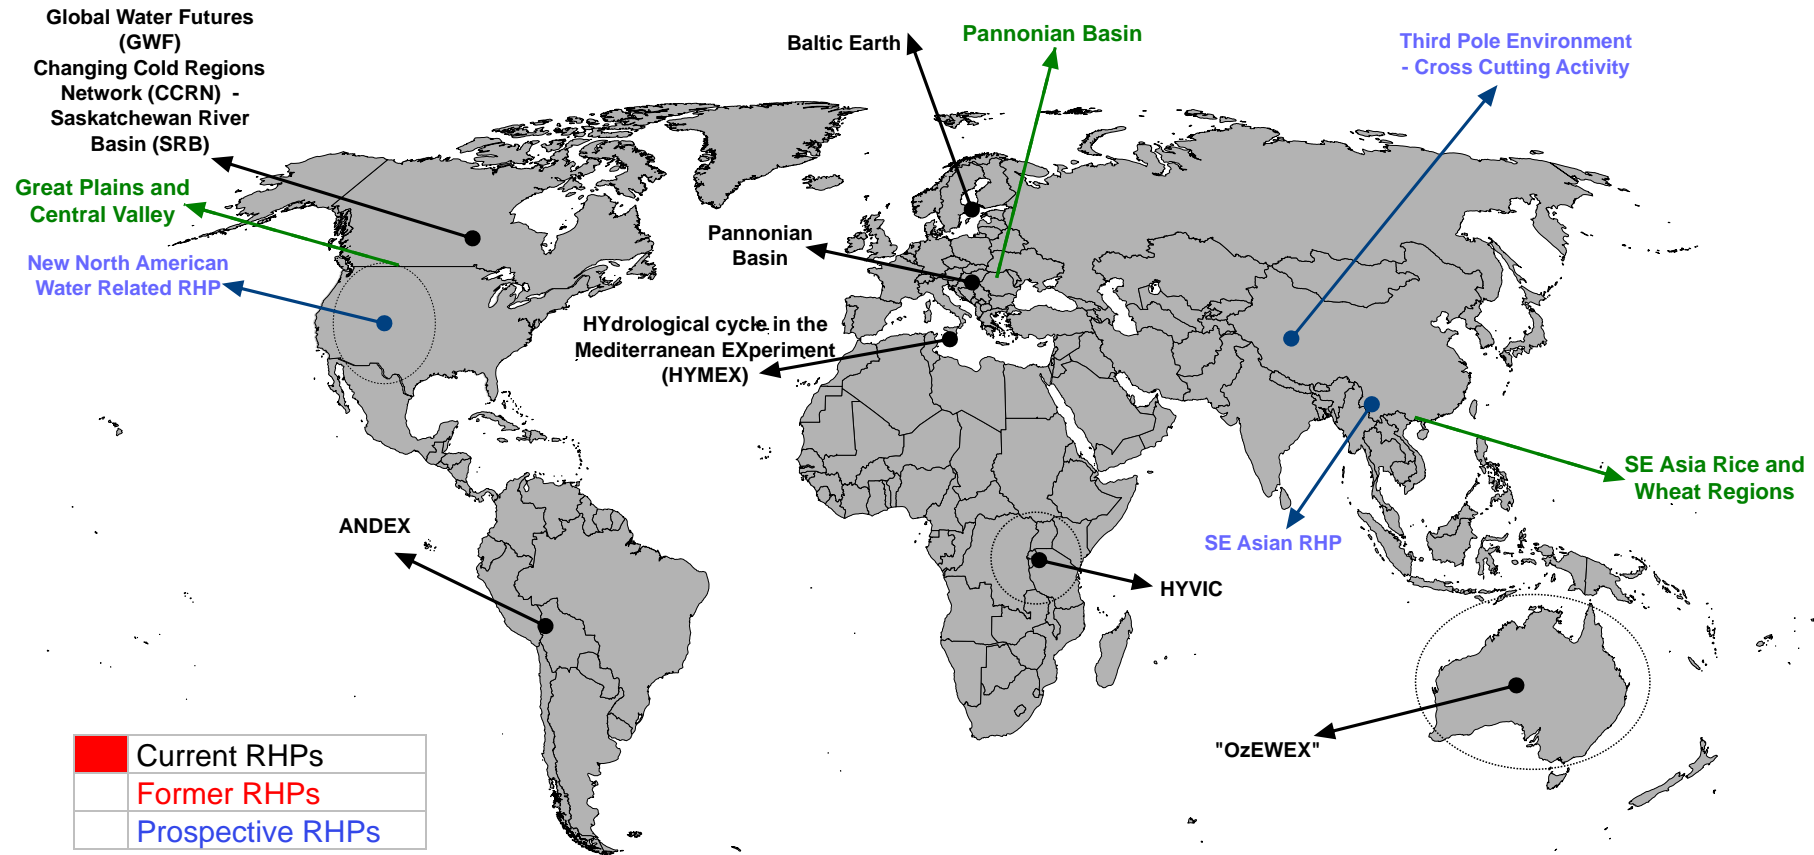 Global Water Futures
(GWF)
Changing Cold Regions
Network (CCRN) -
Saskatchewan River
Basin (SRB)
Great Plains and
Central Valley
New North American
Water Related RHP
Baltic Earth
Pannonian Basin
Third Pole Environment
- Cross Cutting Activity
Pannonian
Basin
HYdrological cycle in the
Mediterranean EXperiment
(HYMEX)
SE Asia Rice and
Wheat Regions
SE Asian RHP
ANDEX
HYVIC
"OzEWEX"
Current RHPs
Former RHPs
Prospective RHPs